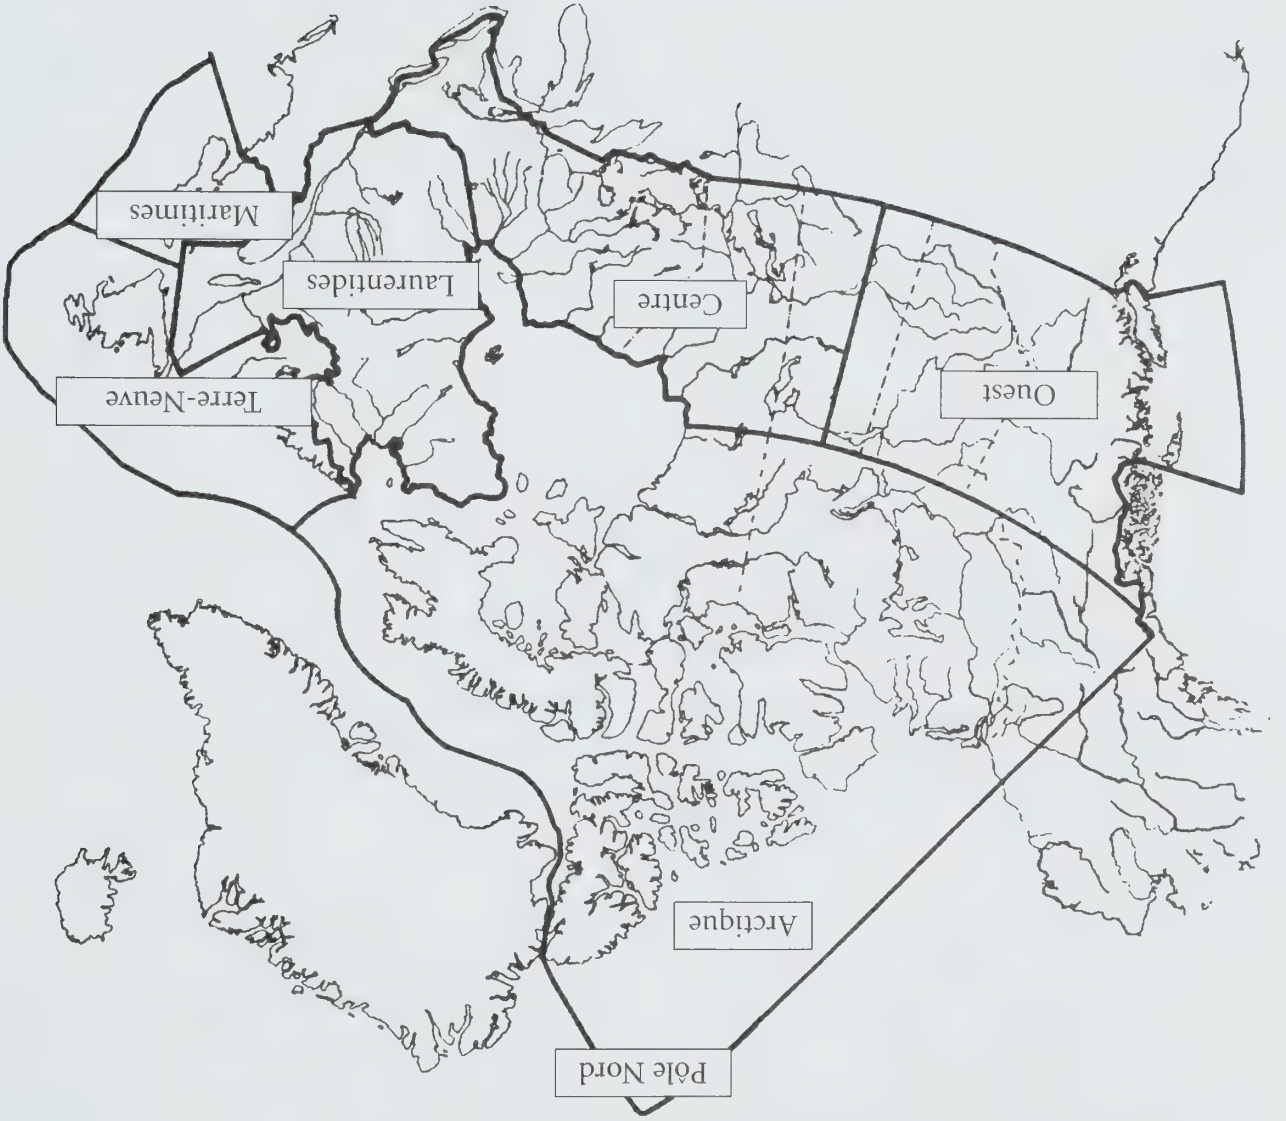 Pôle Nord
Arctique
Ouest
Terre-Neuve
Centre
Laurentides
Maritimes